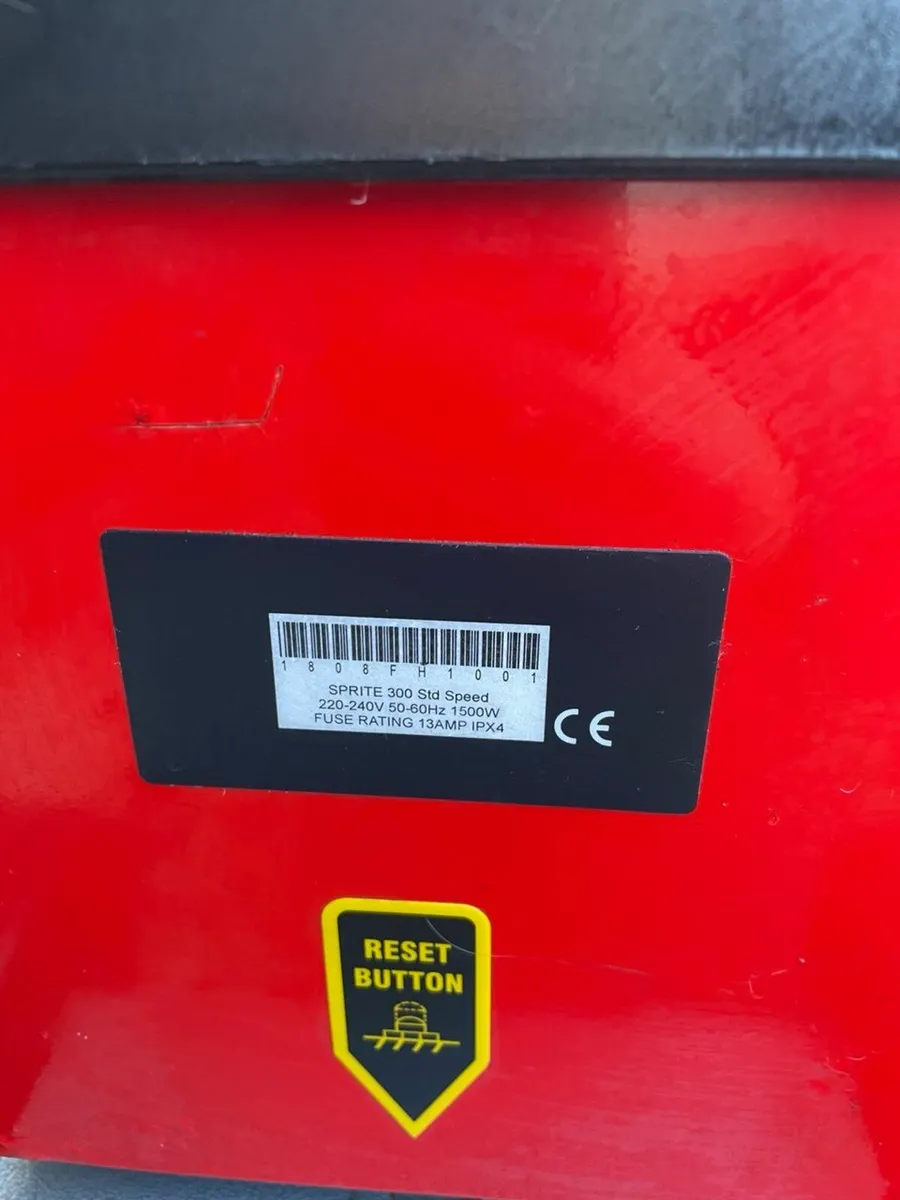 1808FH1001
SPRITE 300 Std Speed
220-240V 50-60Hz 1500W
FUSE RATING 13AMP IPX4
CE
RESET
BUTTON